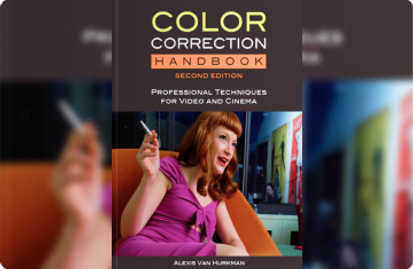 COLOR
CORRECTION
HANDBOOK
SECOND EDITION
PROFESSIONAL TECHNIQUES
FOR VIDEO AND CINEMA
ALEXIS VAN HURKMAN